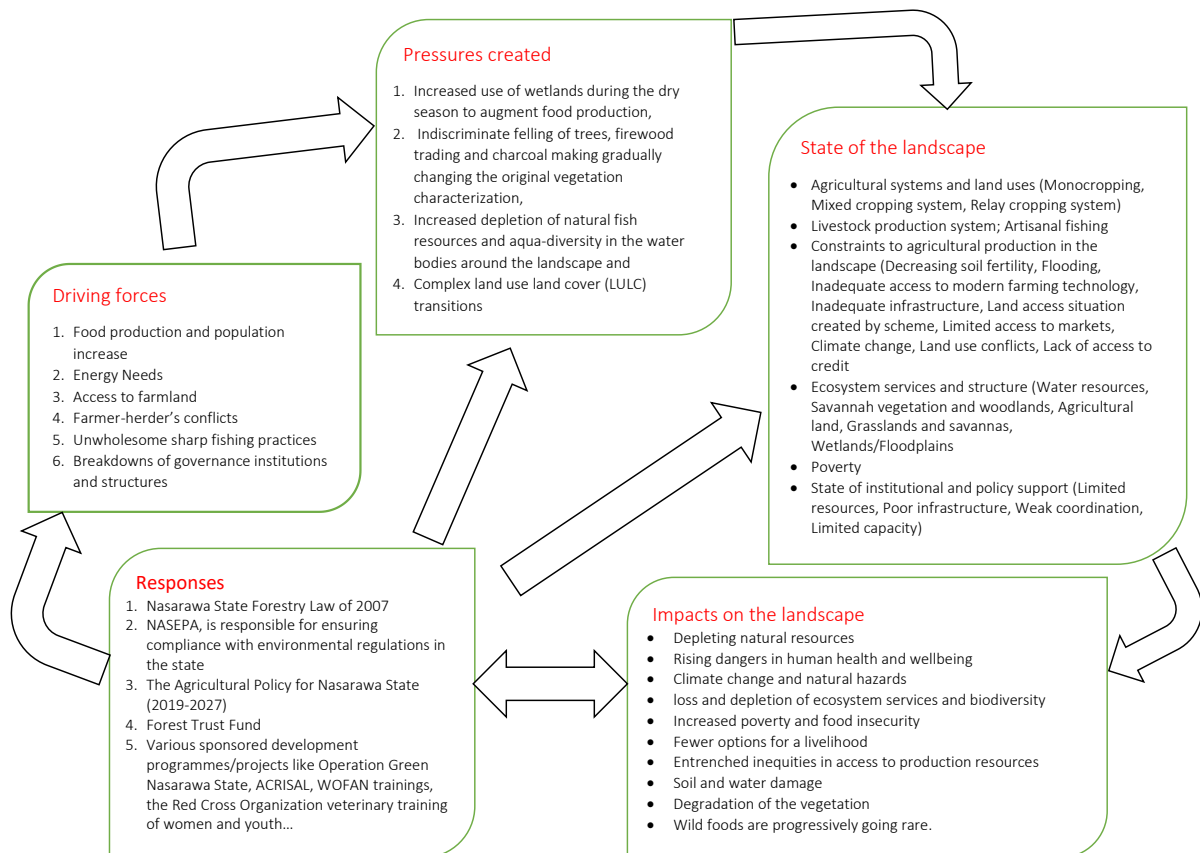 Pressures created
1. Increased use of wetlands during the dry
season to augment food production,
2. Indiscriminate felling of trees, firewood
trading and charcoal making gradually
changing the original vegetation
characterization,
3. Increased depletion of natural fish
resources and aqua-diversity in the water
bodies around the landscape and
4. Complex land use land cover (LULC)
transitions
State of the landscape
• Agricultural systems and land uses (Monocropping,
Mixed cropping system, Relay cropping system)
• Livestock production system; Artisanal fishing
• Constraints to agricultural production in the
landscape (Decreasing soil fertility, Flooding,
Inadequate access to modern farming technology,
Inadequate infrastructure, Land access situation
created by scheme, Limited access to markets,
Climate change, Land use conflicts, Lack of access to
credit
• Ecosystem services and structure (Water resources,
Savannah vegetation and woodlands, Agricultural
land, Grasslands and savannas,
Wetlands/Floodplains
• Poverty
• State of institutional and policy support (Limited
resources, Poor infrastructure, Weak coordination,
Limited capacity)
Driving forces
1. Food production and population
increase
2. Energy Needs
3. Access to farmland
4. Farmer-herder’s conflicts
5. Unwholesome sharp fishing practices
6. Breakdowns of governance institutions
and structures
Responses
1. Nasarawa State Forestry Law of 2007
2. NASEPA, is responsible for ensuring
compliance with environmental regulations in
the state
3. The Agricultural Policy for Nasarawa State
(2019-2027)
4. Forest Trust Fund
5. Various sponsored development
programmes/projects like Operation Green
Nasarawa State, ACRISAL, WOFAN trainings,
the Red Cross Organization veterinary training
of women and youth…
Impacts on the landscape
• Depleting natural resources
• Rising dangers in human health and wellbeing
• Climate change and natural hazards
• loss and depletion of ecosystem services and biodiversity
• Increased poverty and food insecurity
• Fewer options for a livelihood
• Entrenched inequities in access to production resources
• Soil and water damage
• Degradation of the vegetation
• Wild foods are progressively going rare.